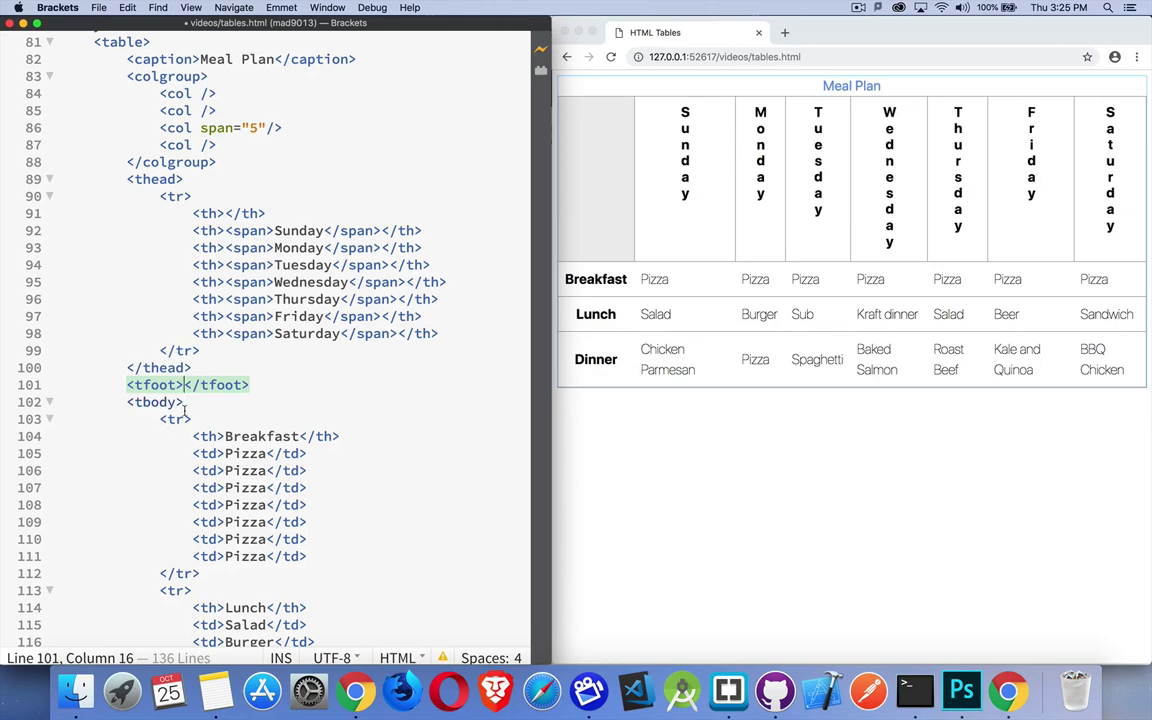 Brackets File Edit Find View Navigate Emmet Window Debug Help 100% Thu 3:25 PM
• videos/tables.html (mad9013) — Brackets
81 <table>
82 <caption>Meal Plan</caption>
83 <colgroup>
84 <col />
85 <col />
86 <col span="5"/>
87 <col />
88 </colgroup>
89 <thead>
90 <tr>
91 <th></th>
92 <th><span>Sunday</span></th>
93 <th><span>Monday</span></th>
94 <th><span>Tuesday</span></th>
95 <th><span>Wednesday</span></th>
96 <th><span>Thursday</span></th>
97 <th><span>Friday</span></th>
98 <th><span>Saturday</span></th>
99 </tr>
100 </thead>
101 <tfoot></tfoot>
102 <tbody>
103 <tr>
104 <th>Breakfast</th>
105 <td>Pizza</td>
106 <td>Pizza</td>
107 <td>Pizza</td>
108 <td>Pizza</td>
109 <td>Pizza</td>
110 <td>Pizza</td>
111 <td>Pizza</td>
112 </tr>
113 <tr>
114 <th>Lunch</th>
115 <td>Salad</td>
116 <td>Burger</td>
Line 101, Column 16 — 136 Lines INS UTF-8 HTML Spaces: 4
HTML Tables
127.0.0.1:52617/videos/tables.html
Meal Plan
Sunday Monday Tuesday Wednesday Thursday Friday Saturday
Breakfast Pizza Pizza Pizza Pizza Pizza Pizza Pizza
Lunch Salad Burger Sub Kraft dinner Salad Beer Sandwich
Dinner Chicken Parmesan Pizza Spaghetti Baked Salmon Roast Beef Kale and Quinoa BBQ Chicken
OCT
25
Ps